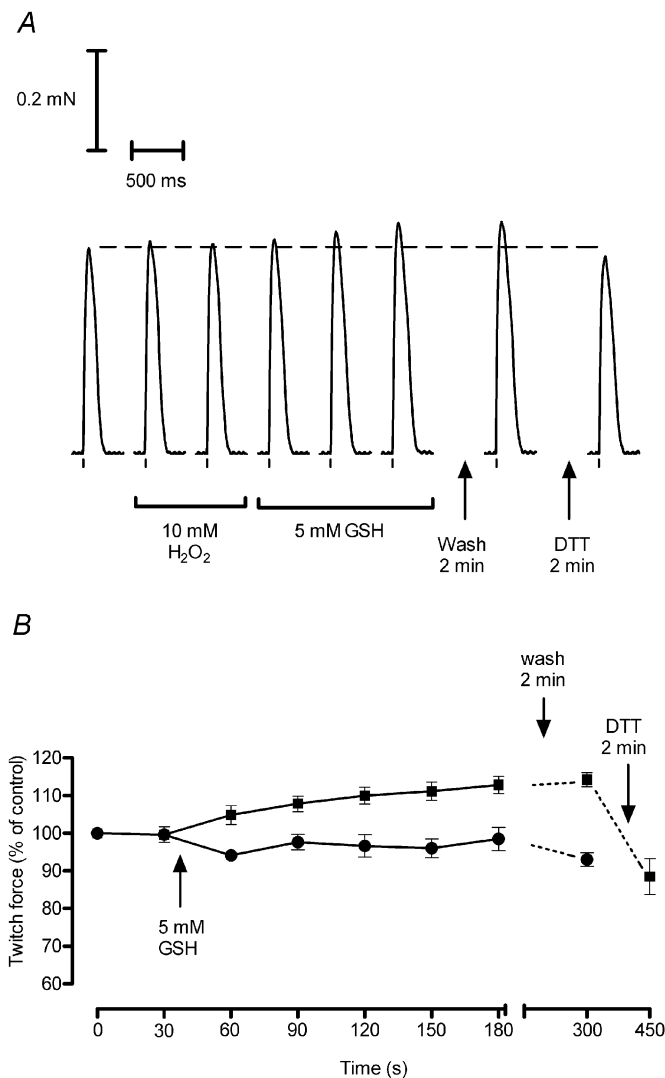 A
0.2 mN
500 ms
10 mM
H₂O₂
5 mM GSH
Wash
2 min
DTT
2 min
B
wash
2 min
DTT
2 min
120
110
100
90
80
70
60
Twitch force (% of control)
5 mM
GSH
0 30 60 90 120 150 180 300 450
Time (s)